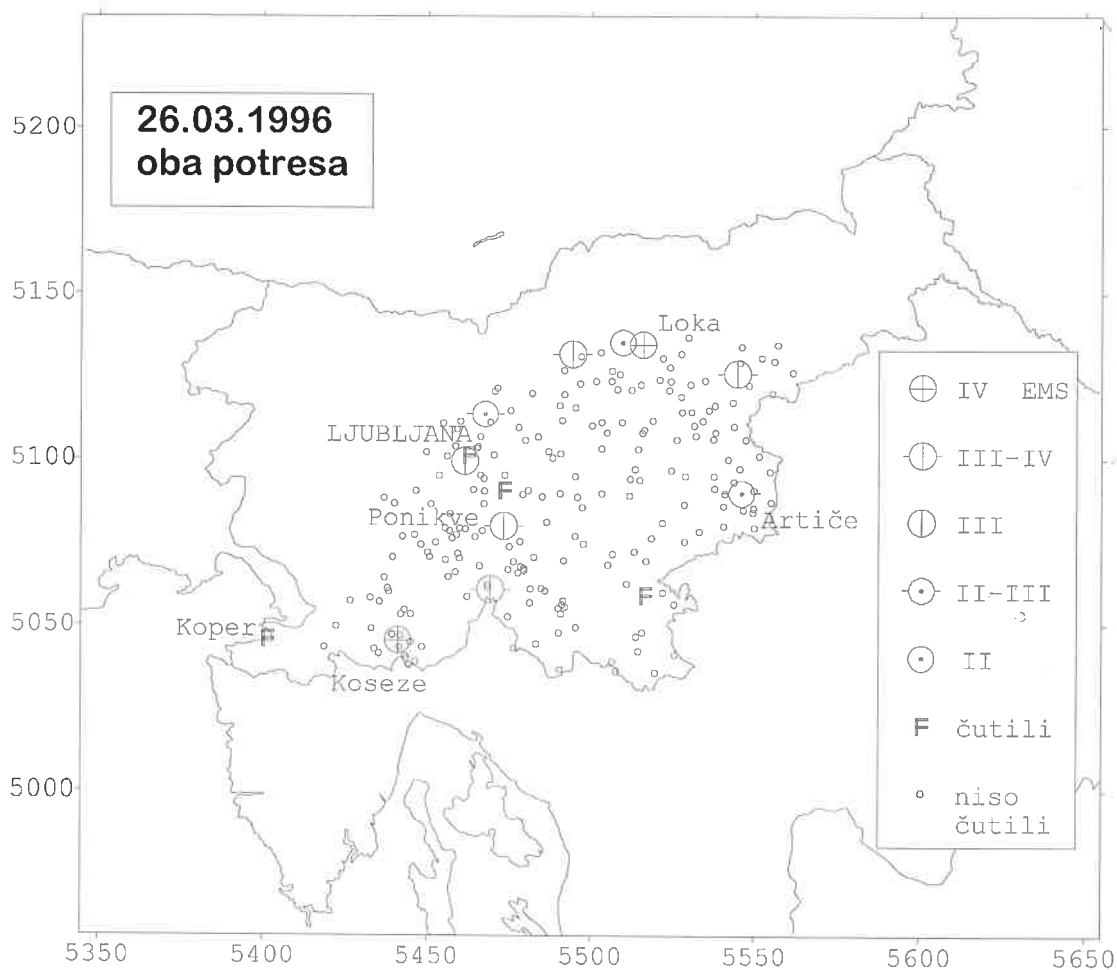 26.03.1996
oba potresa
5200
5150
5100
5050
5000
Loka
LJUBLJANA
F
F
Ponikve
Artiče
F
Koper
F
Koseze
IV EMS
III-IV
III
II-III
II
F čutili
niso
čutili
5350
5400
5450
5500
5550
5600
5650